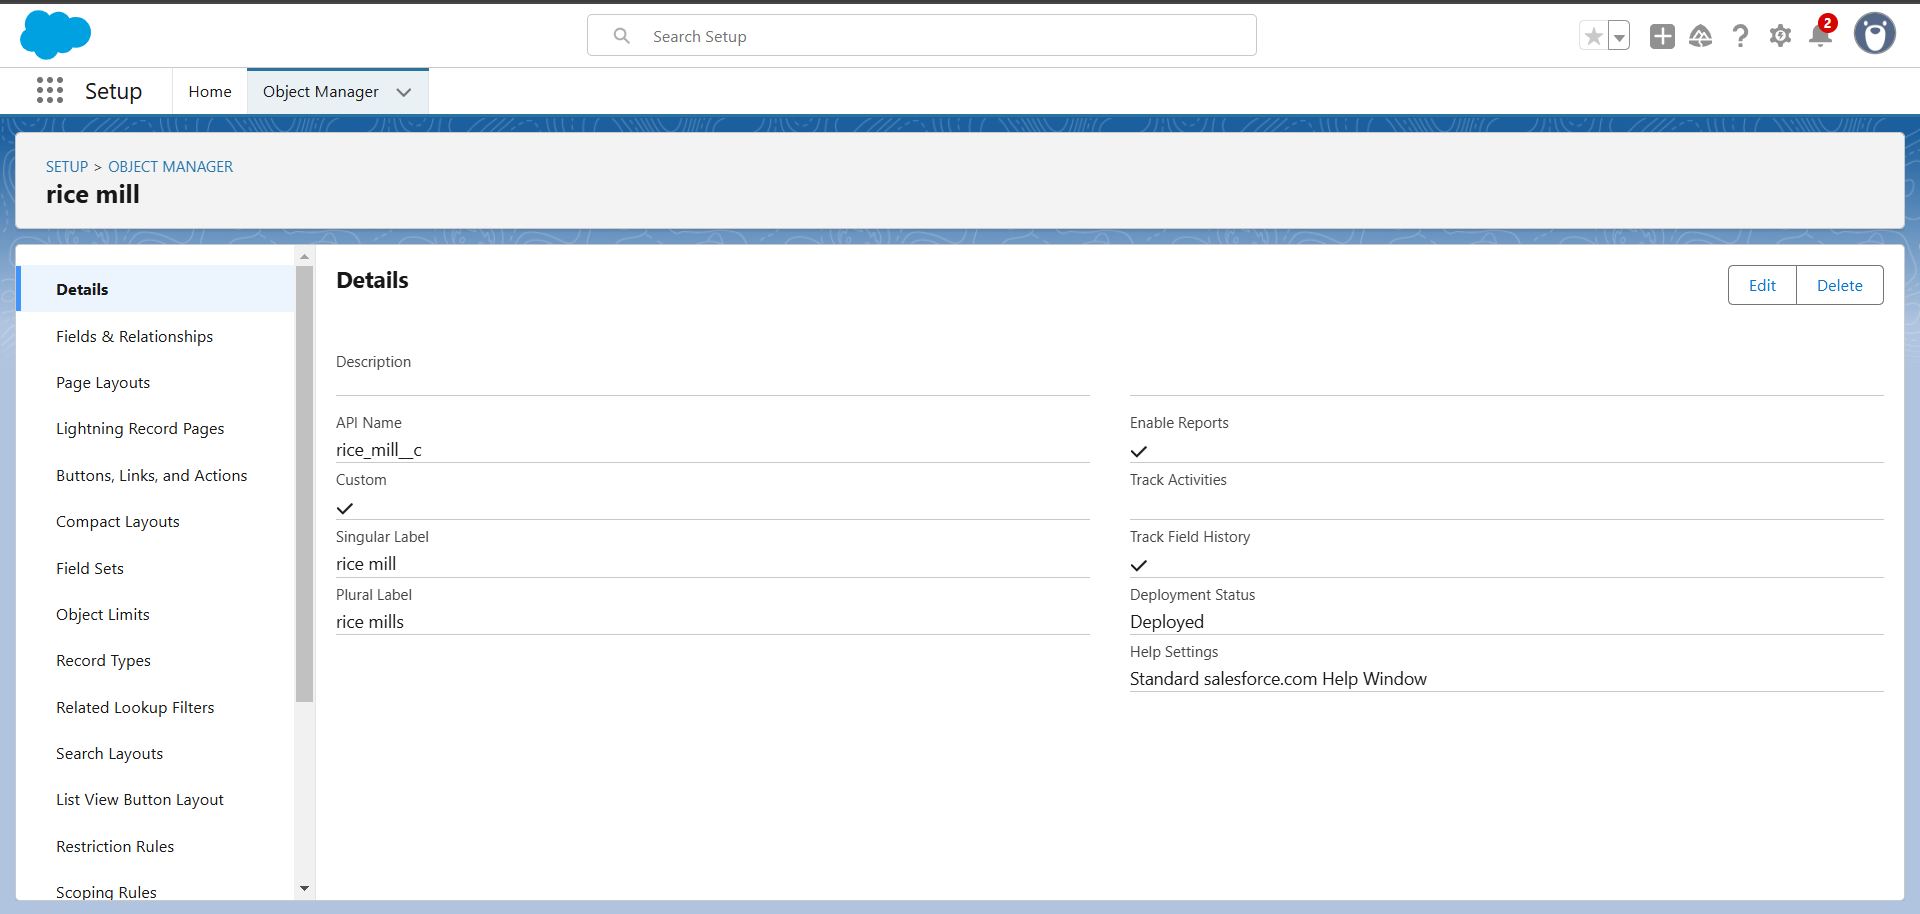 Search Setup
2
Setup
Home
Object Manager
SETUP > OBJECT MANAGER
rice mill
Details
Fields & Relationships
Page Layouts
Lightning Record Pages
Buttons, Links, and Actions
Compact Layouts
Field Sets
Object Limits
Record Types
Related Lookup Filters
Search Layouts
List View Button Layout
Restriction Rules
Scoping Rules
Details
Edit
Delete
Description
API Name
rice_mill__c
Custom
Singular Label
rice mill
Plural Label
rice mills
Enable Reports
Track Activities
Track Field History
Deployment Status
Deployed
Help Settings
Standard salesforce.com Help Window